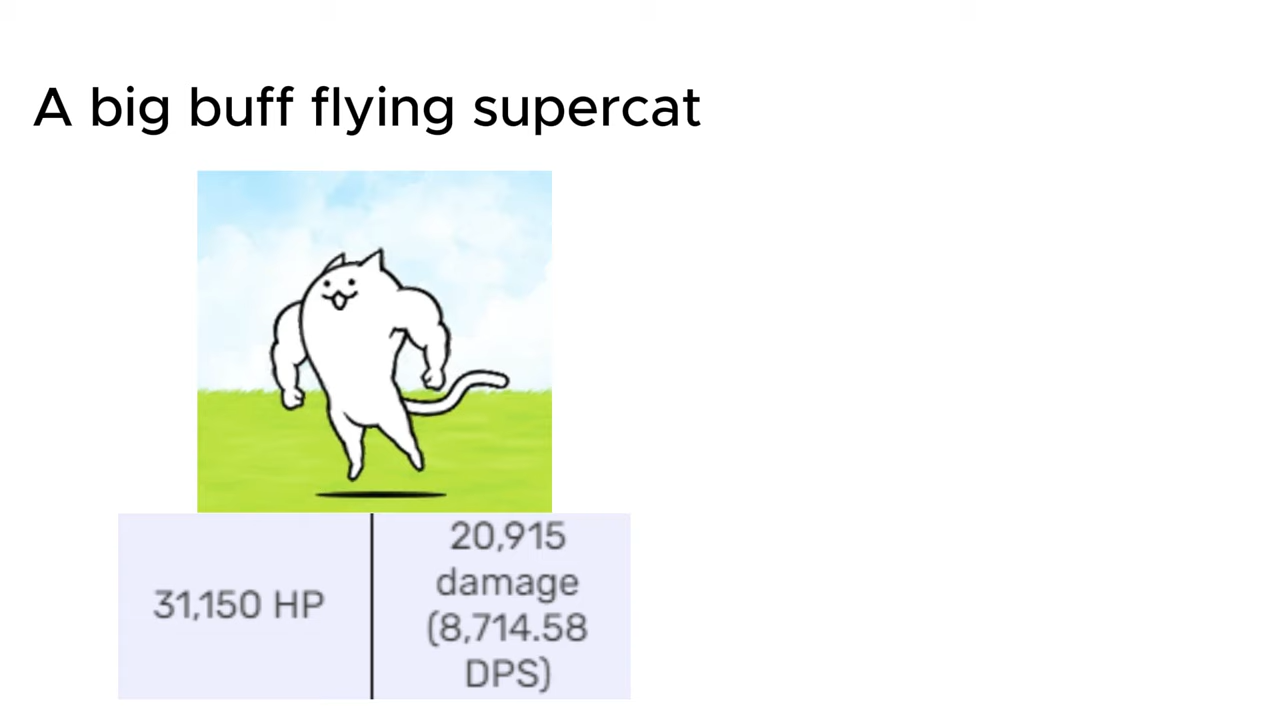 A big buff flying supercat
31,150 HP
20,915
damage
(8,714.58
DPS)